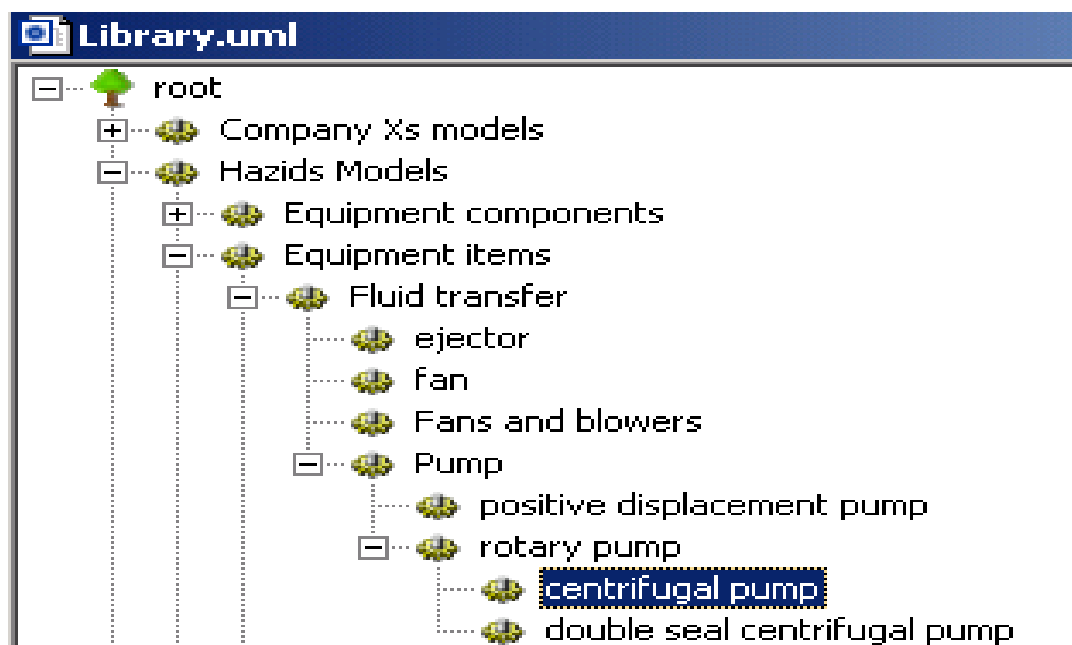 Library.uml
root
Company Xs models
Hazids Models
Equipment components
Equipment items
Fluid transfer
ejector
fan
Fans and blowers
Pump
positive displacement pump
rotary pump
centrifugal pump
double seal centrifugal pump